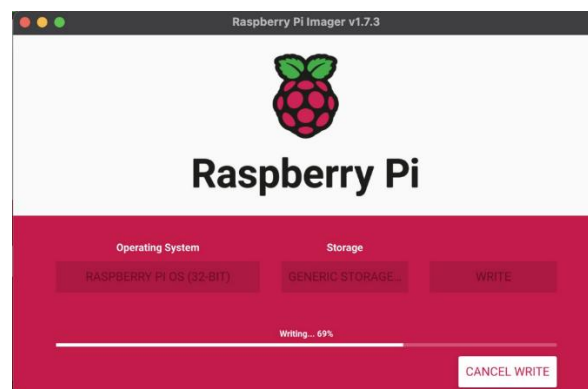 Raspberry Pi Imager v1.7.3
Raspberry Pi
Operating System
Storage
RASPBERRY PI OS (32-BIT)
GENERIC STORAGE...
WRITE
Writing... 69%
CANCEL WRITE